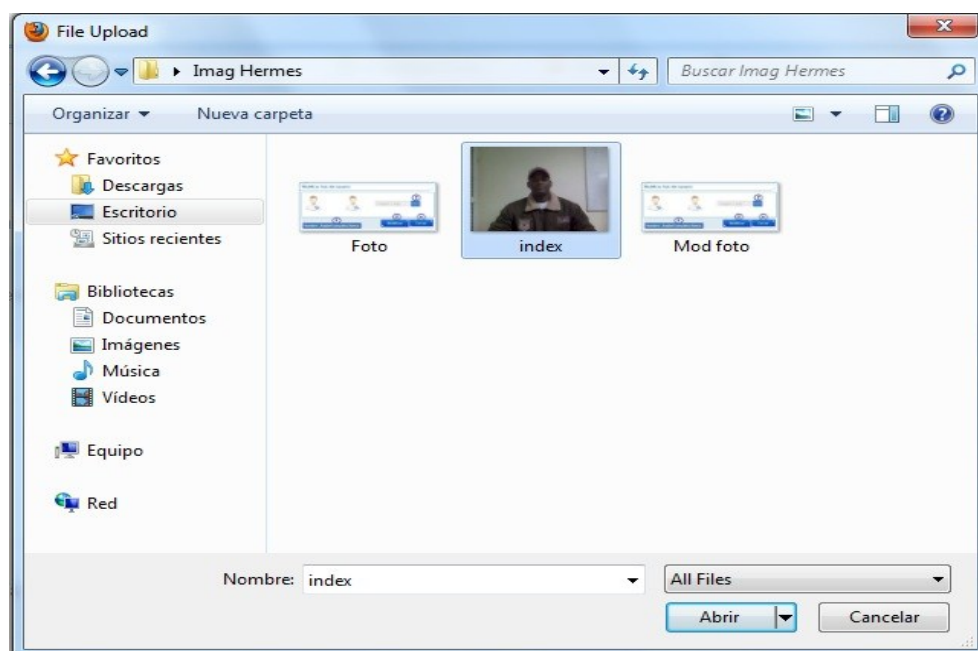 File Upload
Imag Hermes
Buscar Imag Hermes
Organizar
Nueva carpeta
Favoritos
Descargas
Escritorio
Sitios recientes
Bibliotecas
Documentos
Imágenes
Música
Vídeos
Equipo
Red
Foto
index
Mod foto
Nombre: index
All Files
Abrir
Cancelar